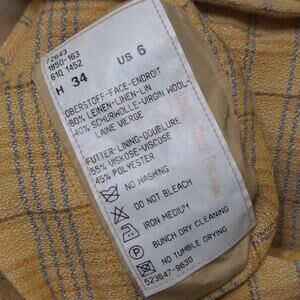 72643
1850-163
61Q 1452
H 34 US 6
OBERSTOFF-FACE-ENDROIT
60% LEINEN-LINEN-LIN
40% SCHURWOLLE-VIRGIN WOOL-
LAINE VIERGE
FUTTER-LINING-DOUBLURE
55% VISKOSE-VISCOSE
45% POLYESTER
NO WASHING
DO NOT BLEACH
IRON MEDIUM
BUNCH DRY CLEANING
NO TUMBLE DRYING
523647-9630